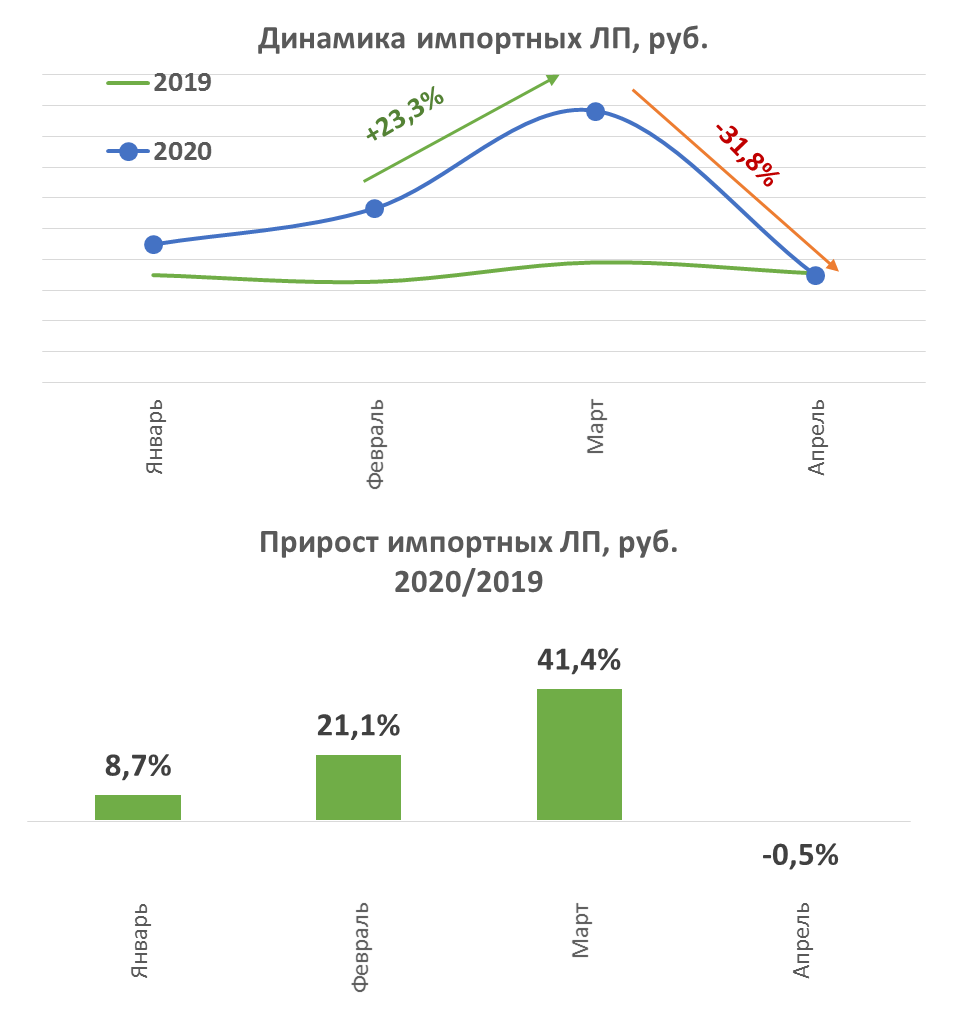 Динамика импортных ЛП, руб.
2019
2020
+23,3%
-31,8%
Январь
Февраль
Март
Апрель
Прирост импортных ЛП, руб.
2020/2019
8,7%
21,1%
41,4%
-0,5%
Январь
Февраль
Март
Апрель